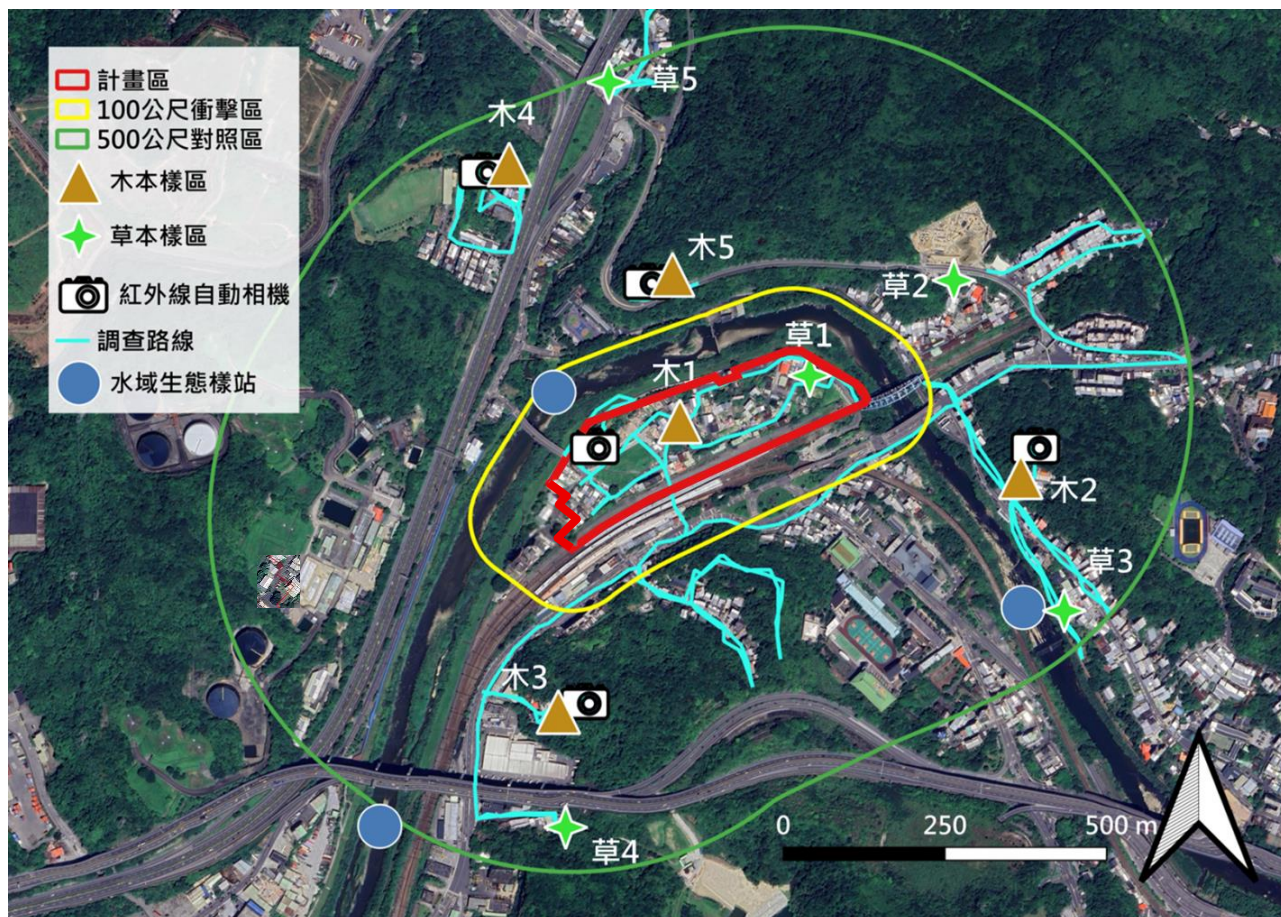 計畫區
100公尺衝擊區
500公尺對照區
木本樣區
草本樣區
紅外線自動相機
調查路線
水域生態樣站
草5
木4
木5
草2
草1
木1
木2
草3
木3
草4
0 250 500 m